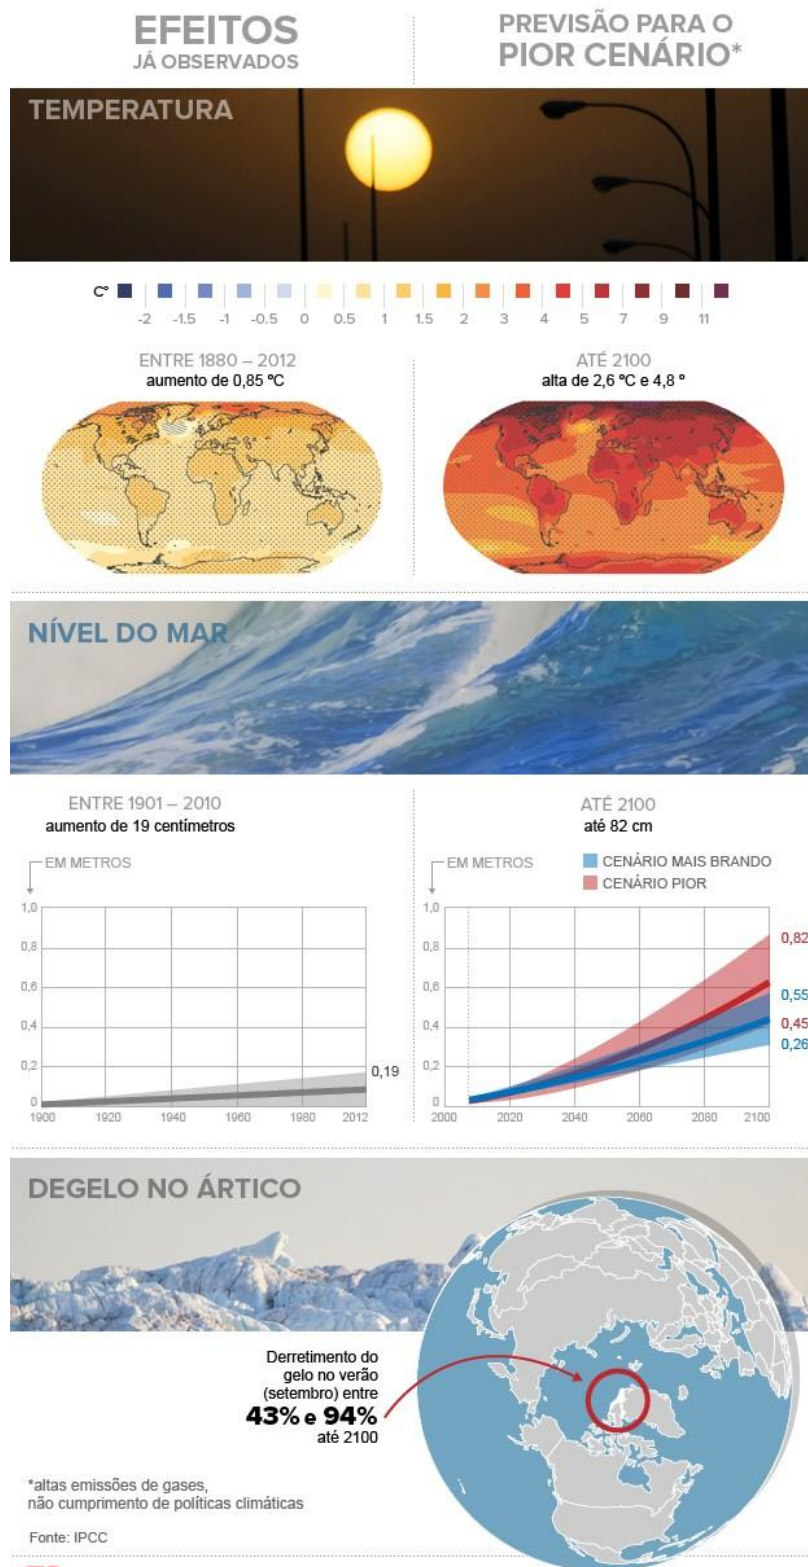 EFEITOS
JÁ OBSERVADOS
PREVISÃO PARA O
PIOR CENÁRIO*
TEMPERATURA
C°
-2 -1.5 -1 -0.5 0 0.5 1 1.5 2 3 4 5 7 9 11
ENTRE 1880 – 2012
aumento de 0,85 ºC
ATÉ 2100
alta de 2,6 ºC e 4,8 º
NÍVEL DO MAR
ENTRE 1901 – 2010
aumento de 19 centímetros
EM METROS
1,0
0,8
0,6
0,4
0,2
0
0,19
1900 1920 1940 1960 1980 2012
ATÉ 2100
até 82 cm
EM METROS
CENÁRIO MAIS BRANDO
CENÁRIO PIOR
1,0
0,8
0,6
0,4
0,2
0
0,82
0,55
0,45
0,26
2000 2020 2040 2060 2080 2100
DEGELO NO ÁRTICO
Derretimento do
gelo no verão
(setembro) entre
43% e 94%
até 2100
*altas emissões de gases,
não cumprimento de políticas climáticas
Fonte: IPCC